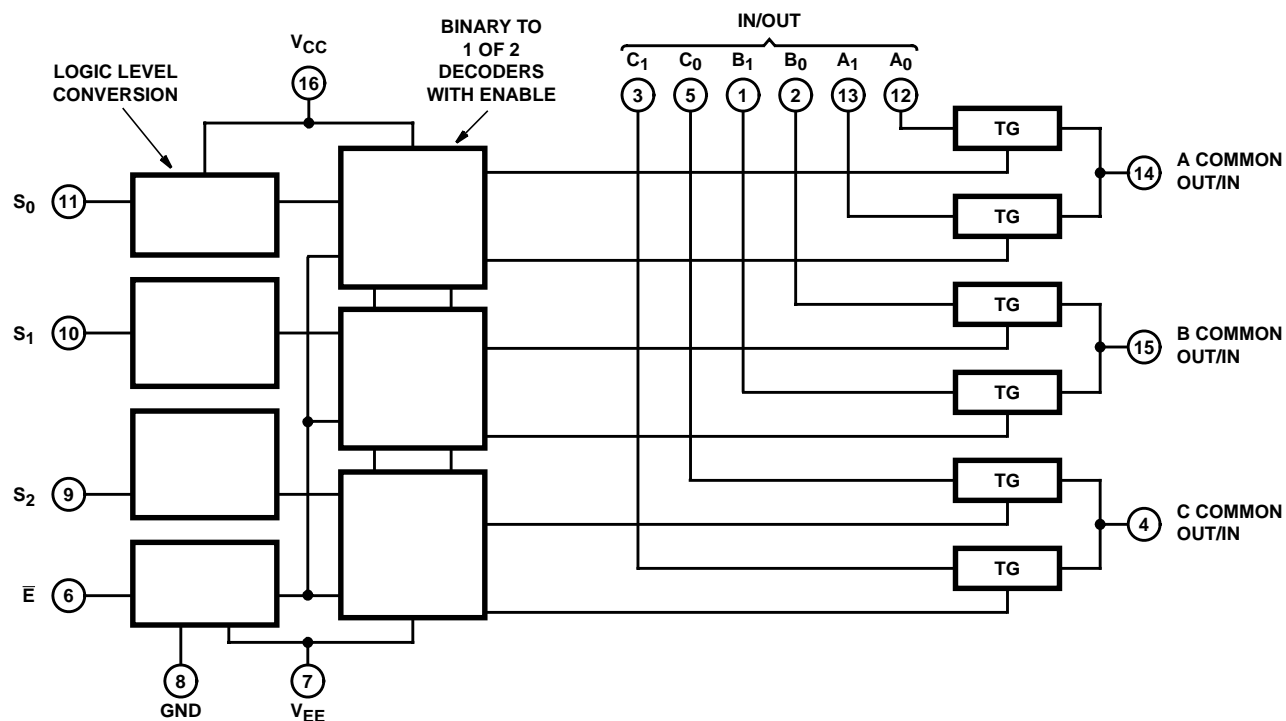 IN/OUT
BINARY TO
1 OF 2
DECODERS
WITH ENABLE
VCC
LOGIC LEVEL
CONVERSION
C1 C0 B1 B0 A1 A0
16
3 5 1 2 13 12
TG
A COMMON
OUT/IN
14
S0 11
TG
TG
B COMMON
OUT/IN
15
S1 10
TG
TG
S2 9
C COMMON
OUT/IN
4
TG
E̅ 6
8
GND
7
VEE